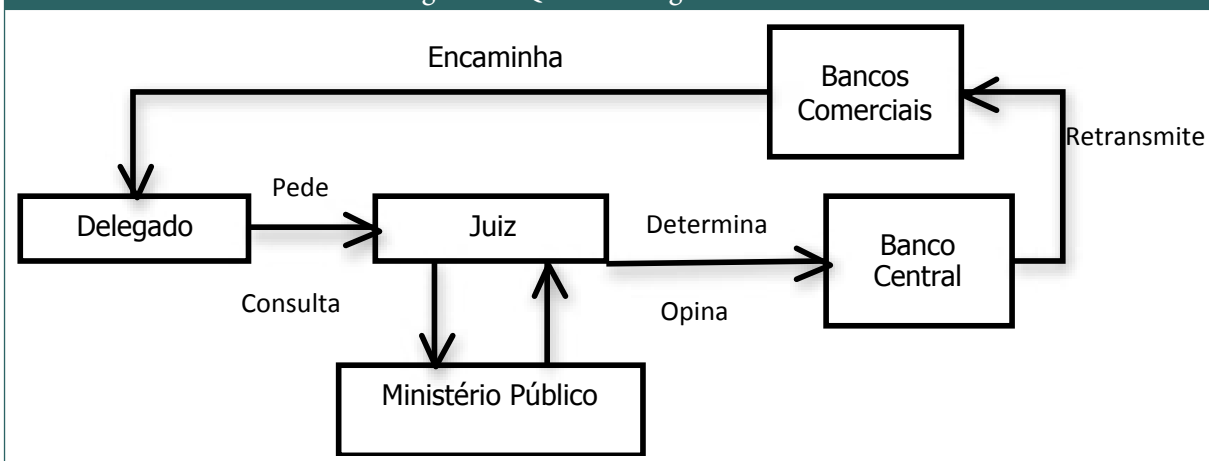 Encaminha
Bancos
Comerciais
Retransmite
Delegado
Pede
Juiz
Determina
Banco
Central
Consulta
Opina
Ministério Público